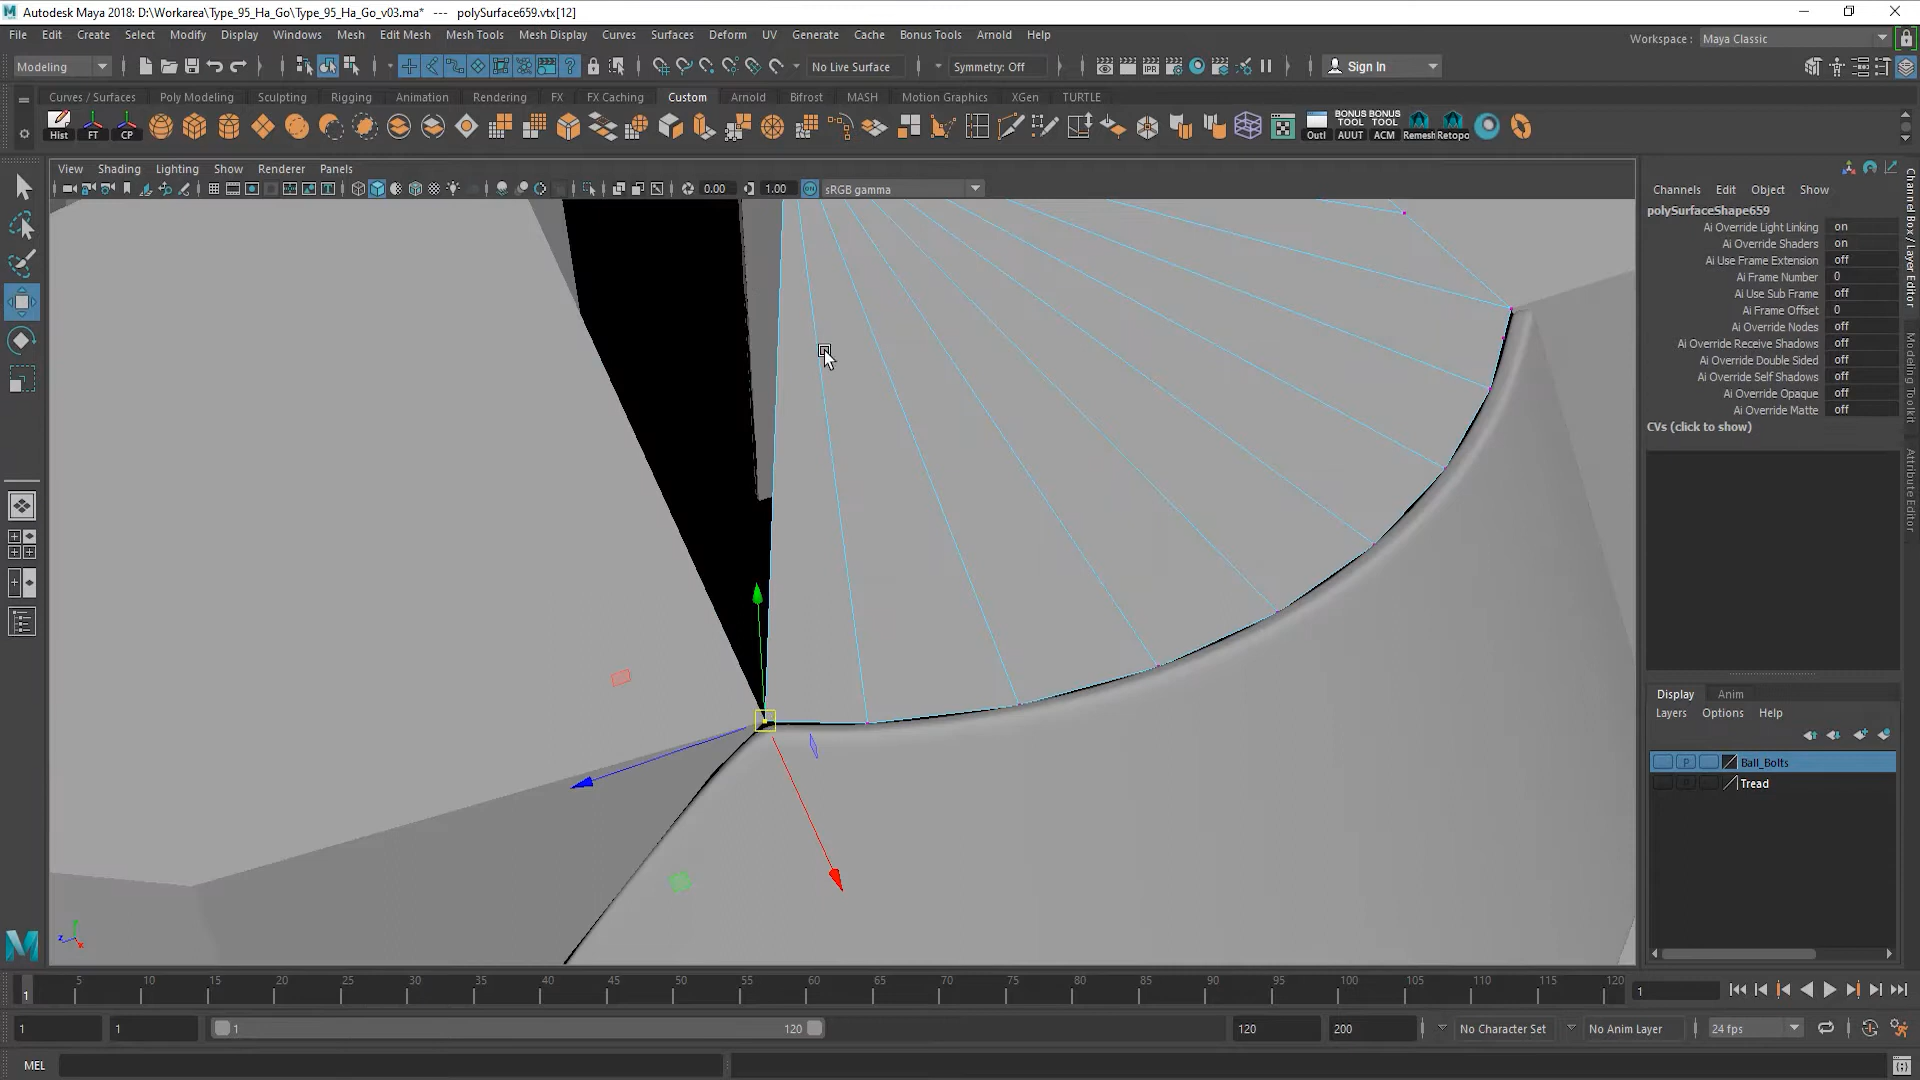 Autodesk Maya 2018: D:\Workarea\Type_95_Ha_Go\Type_95_Ha_Go_v03.ma* --- polySurface659.vtx[12]
File Edit Create Select Modify Display Windows Mesh Edit Mesh Mesh Tools Mesh Display Curves Surfaces Deform UV Generate Cache Bonus Tools Arnold Help
Workspace : Maya Classic
Modeling No Live Surface Symmetry: Off Sign In
Curves / Surfaces Poly Modeling Sculpting Rigging Animation Rendering FX FX Caching Custom Arnold Bifrost MASH Motion Graphics XGen TURTLE
BONUS TOOL BONUS TOOL
Hist FT CP Outl AUUT ACM Remesh Retopo
View Shading Lighting Show Renderer Panels
0.00 1.00 ON sRGB gamma
Channels Edit Object Show
polySurfaceShape659
Ai Override Light Linking on
Ai Override Shaders on
Ai Use Frame Extension off
Ai Frame Number 0
Ai Use Sub Frame off
Ai Frame Offset 0
Ai Override Nodes off
Ai Override Receive Shadows off
Ai Override Double Sided off
Ai Override Self Shadows off
Ai Override Opaque off
Ai Override Matte off
CVs (click to show)
Channel Box / Layer Editor
Modeling Toolkit
Attribute Editor
Display Anim
Layers Options Help
P Ball_Bolts
P Tread
5 10 15 20 25 30 35 40 45 50 55 60 65 70 75 80 85 90 95 100 105 110 115 120
1 1
1 1 1 120 120 200 No Character Set No Anim Layer 24 fps
MEL